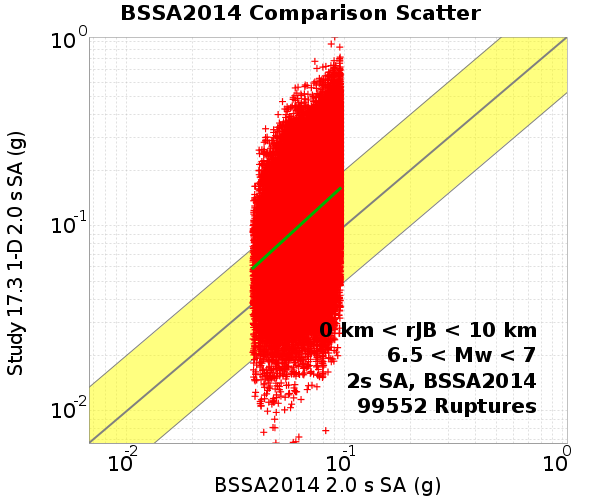 BSSA2014 Comparison Scatter
Study 17.3 1-D 2.0 s SA (g)
10^0
10^-1
10^-2
0 km < rJB < 10 km
6.5 < Mw < 7
2s SA, BSSA2014
99552 Ruptures
10^-2 10^-1 10^0
BSSA2014 2.0 s SA (g)